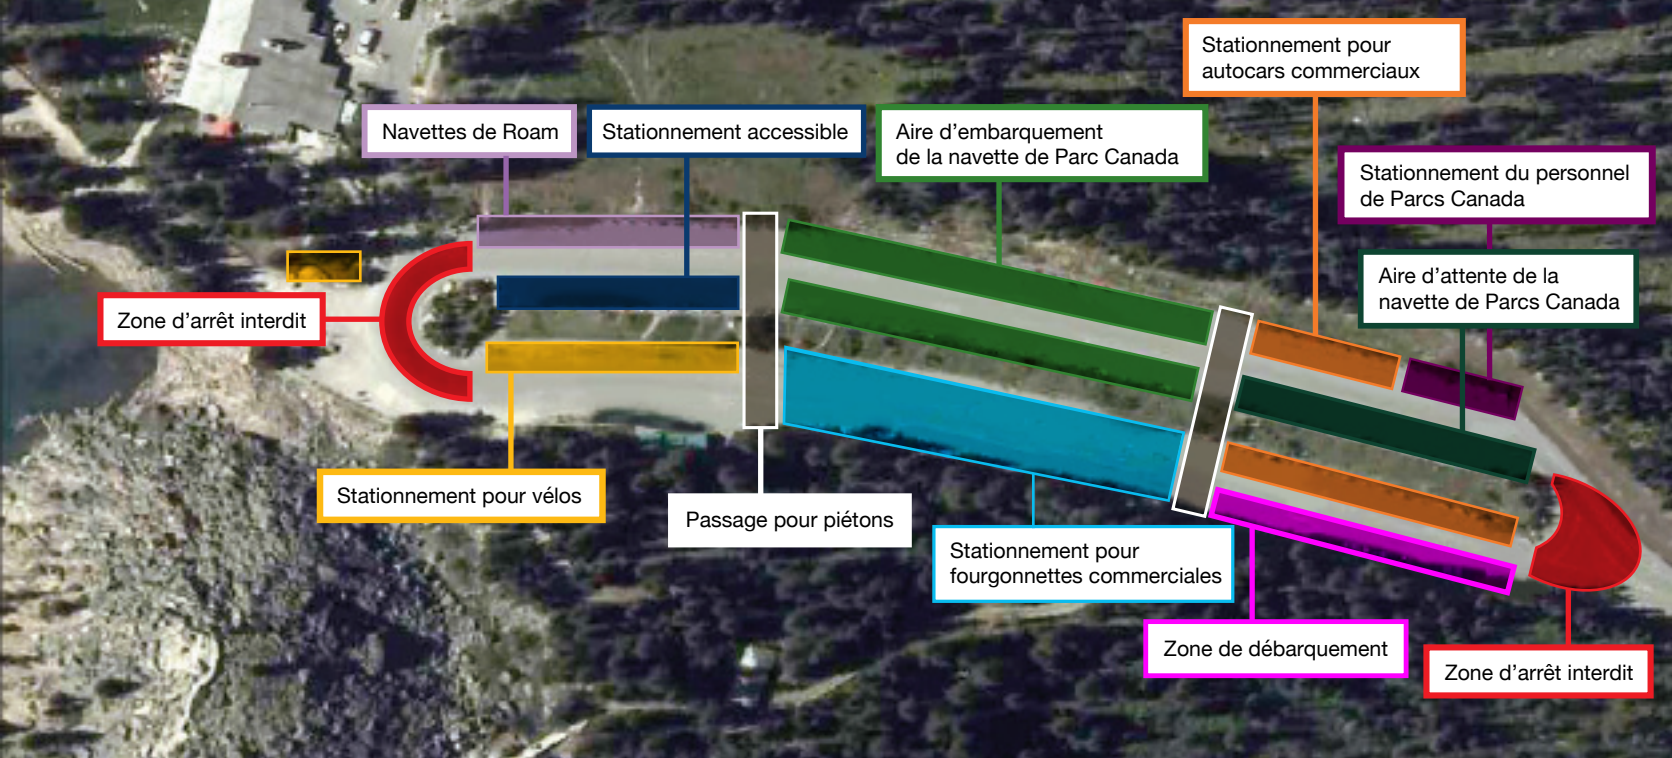 Stationnement pour
autocars commerciaux
Navettes de Roam
Stationnement accessible
Aire d'embarquement
de la navette de Parc Canada
Stationnement du personnel
de Parcs Canada
Aire d'attente de la
navette de Parcs Canada
Zone d'arrêt interdit
Stationnement pour vélos
Passage pour piétons
Stationnement pour
fourgonnettes commerciales
Zone de débarquement
Zone d'arrêt interdit